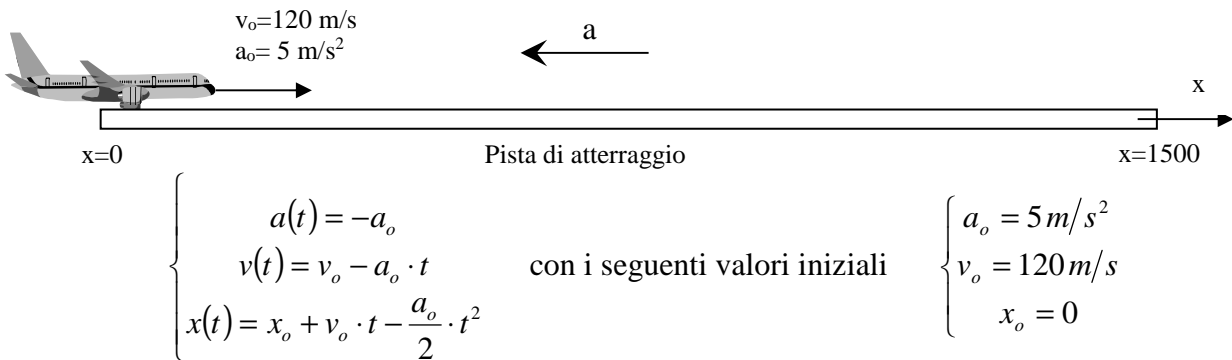 vₒ=120 m/s
aₒ= 5 m/s²
a
x
x=0 Pista di atterraggio x=1500
a(t) = −aₒ
v(t) = vₒ − aₒ · t con i seguenti valori iniziali
x(t) = xₒ + vₒ · t − aₒ/2 · t²
aₒ = 5 m/s²
vₒ = 120 m/s
xₒ = 0